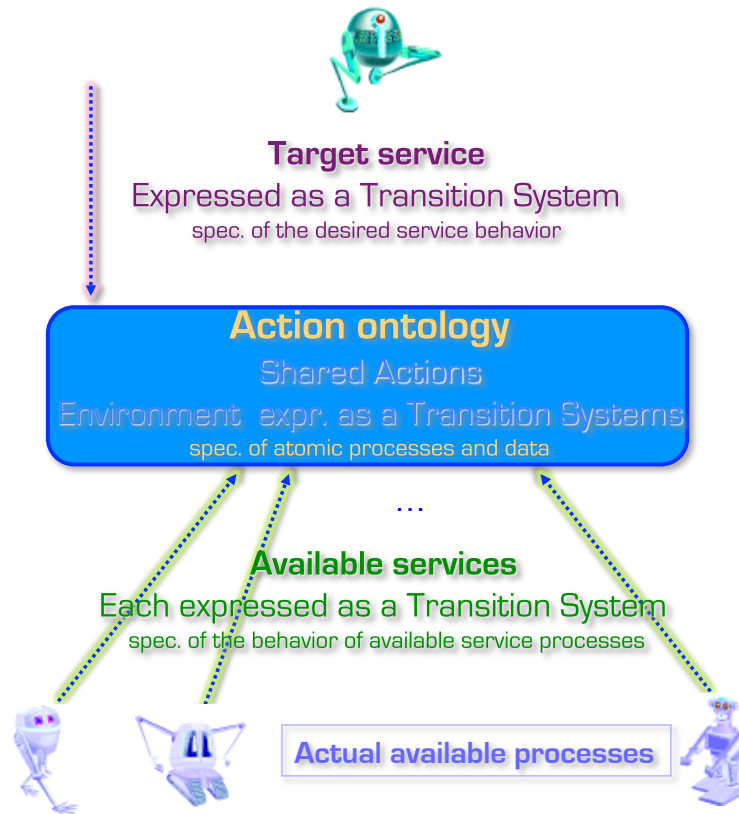 Target service
Expressed as a Transition System
spec. of the desired service behavior
Action ontology
Shared Actions
Environment expr. as a Transition Systems
spec. of atomic processes and data
...
Available services
Each expressed as a Transition System
spec. of the behavior of available service processes
Actual available processes